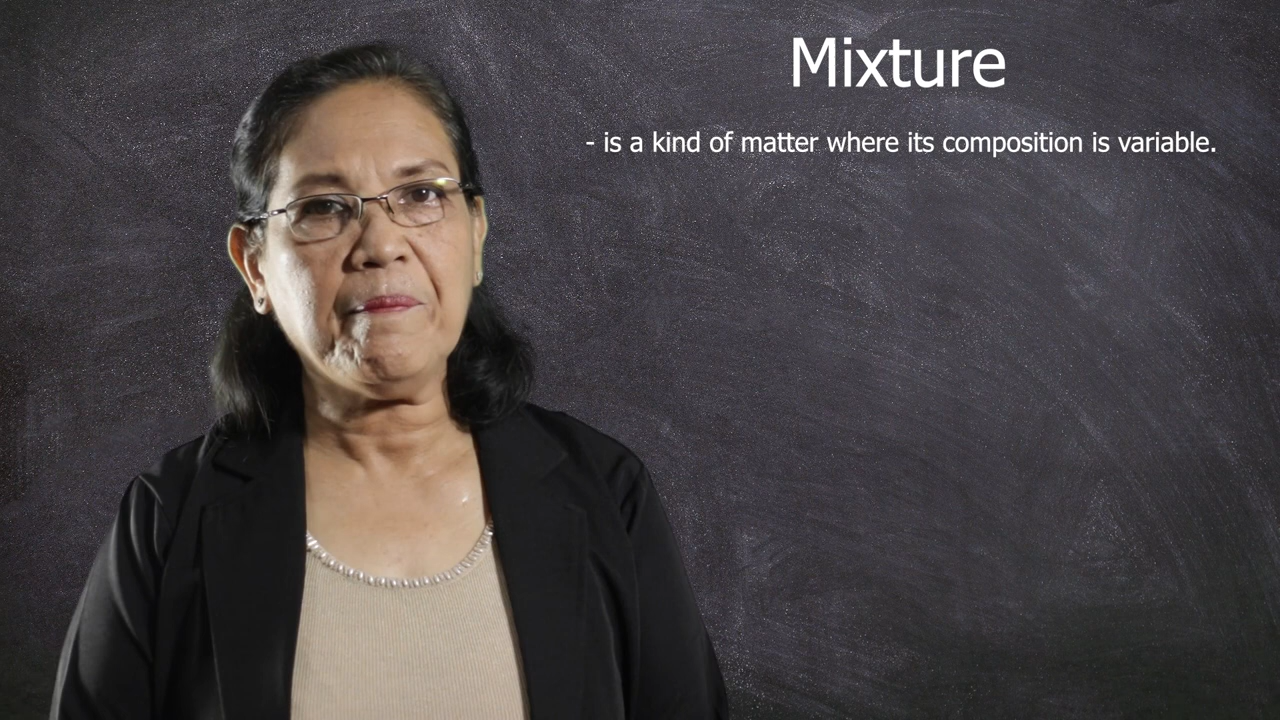 Mixture
- is a kind of matter where its composition is variable.